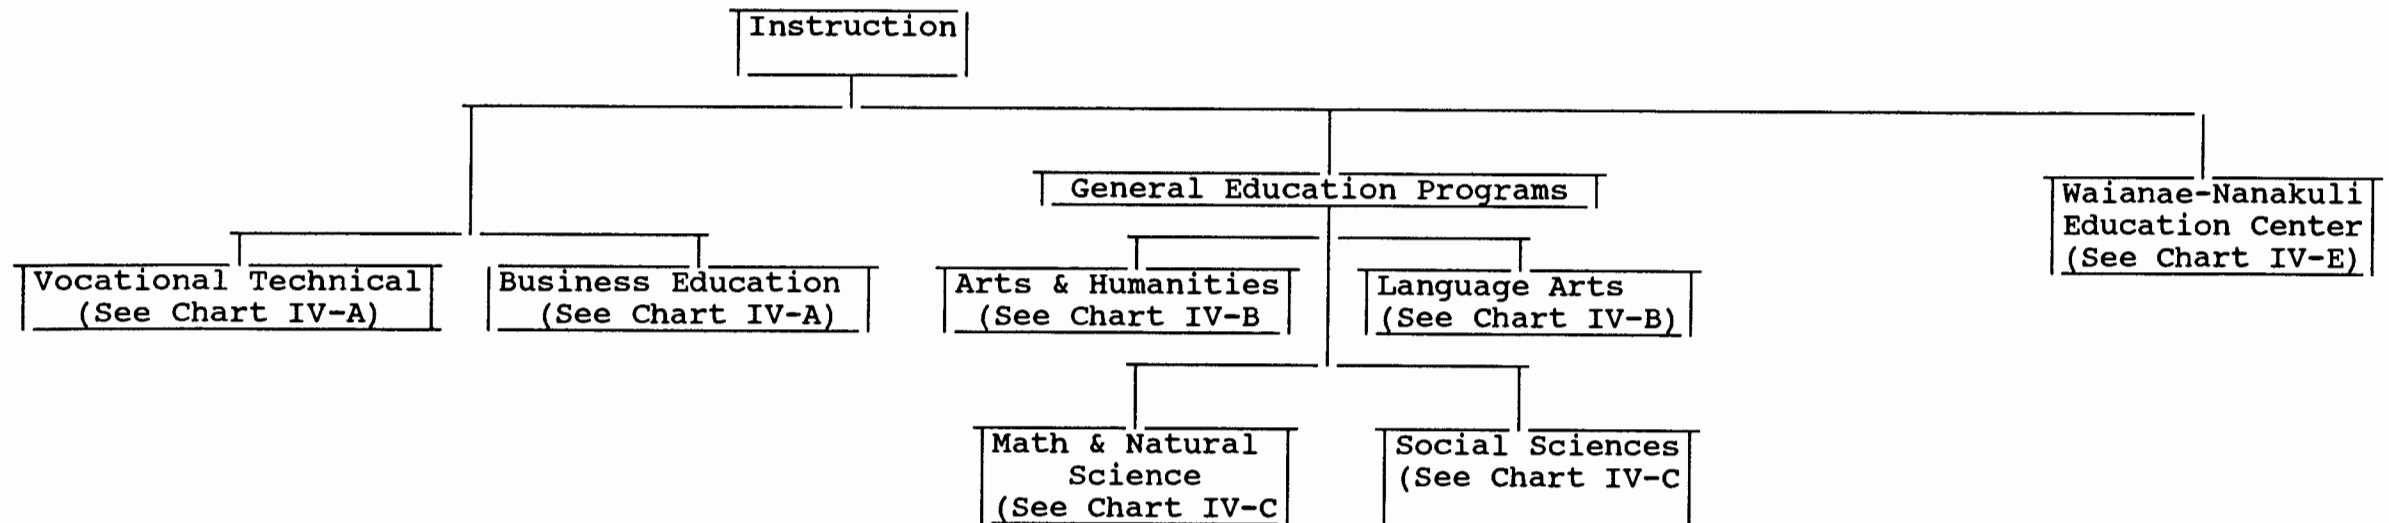 Instruction
General Education Programs
Waianae-Nanakuli
Education Center
(See Chart IV-E)
Vocational Technical
(See Chart IV-A)
Business Education
(See Chart IV-A)
Arts & Humanities
(See Chart IV-B
Language Arts
(See Chart IV-B)
Math & Natural
Science
(See Chart IV-C
Social Sciences
(See Chart IV-C